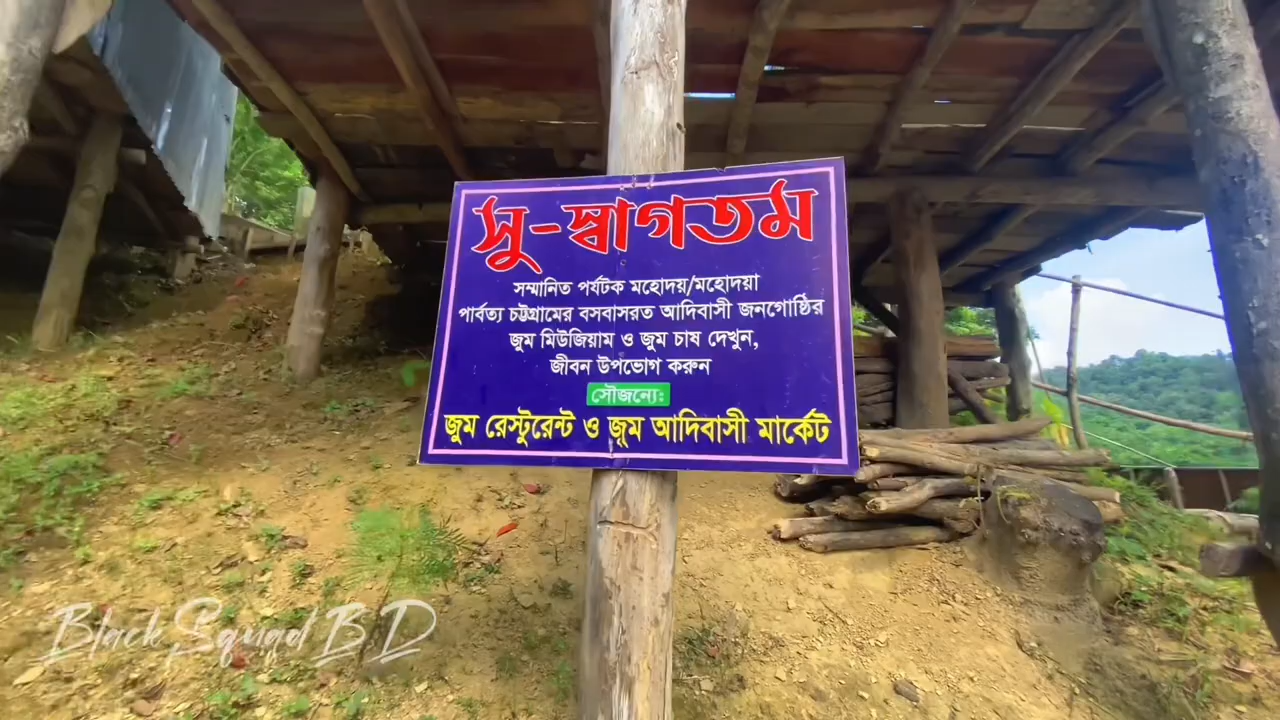 সু-স্বাগতম
সম্মানিত পর্যটক মহোদয়/মহোদয়া
পার্বত্য চট্টগ্রামের বসবাসরত আদিবাসী জনগোষ্ঠির
জুম মিউজিয়াম ও জুম চাষ দেখুন,
জীবন উপভোগ করুন
সৌজন্যেঃ
জুম রেস্টুরেন্ট ও জুম আদিবাসী মার্কেট
Black Squad BD